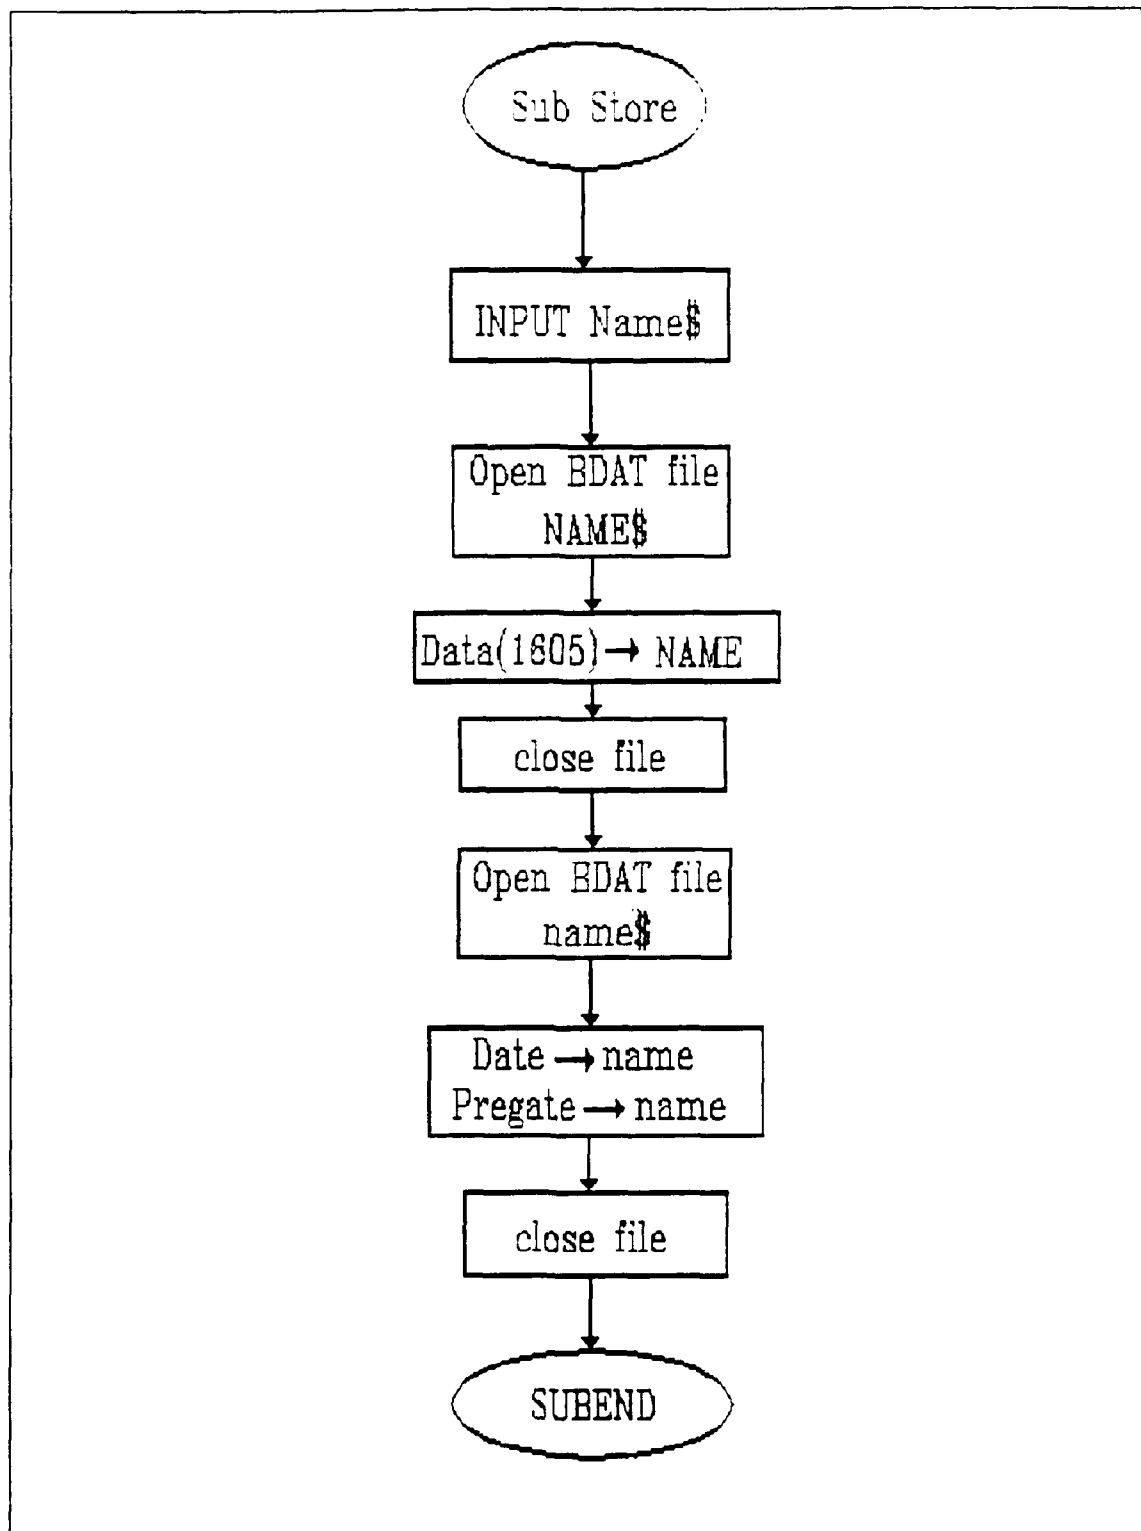 Sub Store
INPUT Name$
Open BDAT file
NAME$
Data(1605) → NAME
close file
Open BDAT file
name$
Date → name
Pregate → name
close file
SUBEND